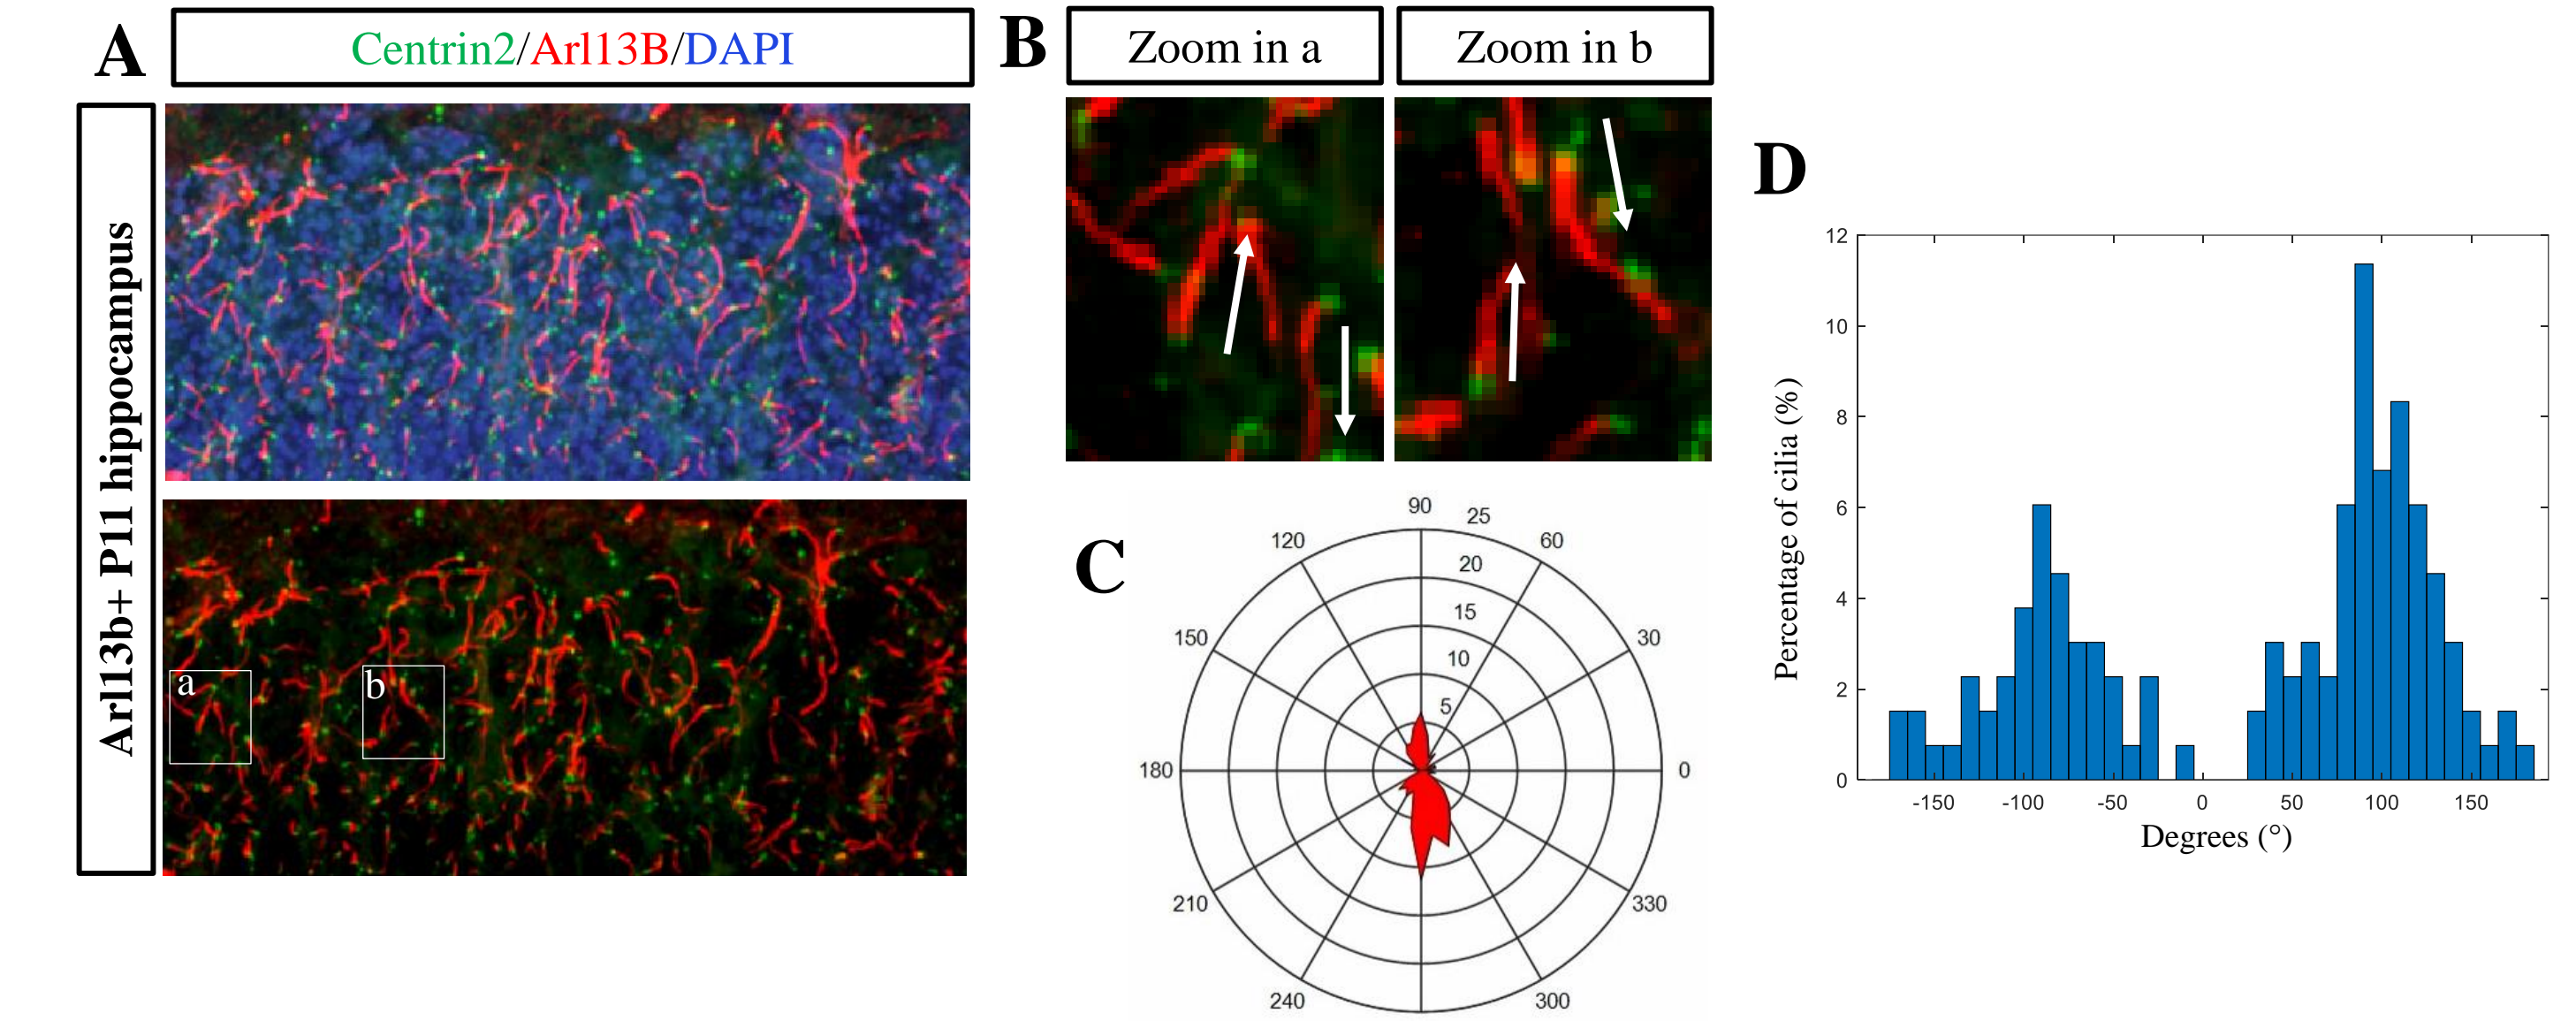 A
Centrin2/Arl13B/DAPI
Arl13b+ P11 hippocampus
a
b
B
Zoom in a
Zoom in b
C
90
25
120
60
20
15
150
30
10
5
180
0
210
330
240
300
D
12
10
8
6
4
2
0
Percentage of cilia (%)
-150
-100
-50
0
50
100
150
Degrees (°)